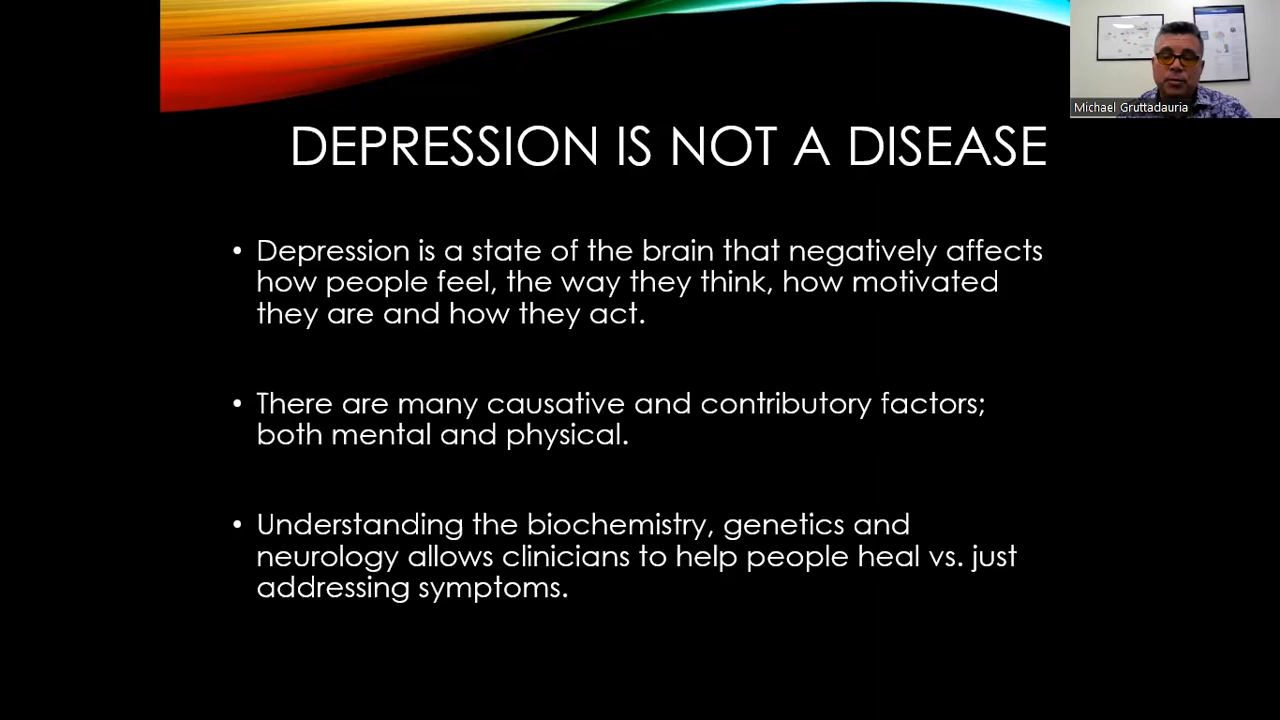 Michael Gruttadauria
DEPRESSION IS NOT A DISEASE
• Depression is a state of the brain that negatively affects
how people feel, the way they think, how motivated
they are and how they act.
• There are many causative and contributory factors;
both mental and physical.
• Understanding the biochemistry, genetics and
neurology allows clinicians to help people heal vs. just
addressing symptoms.